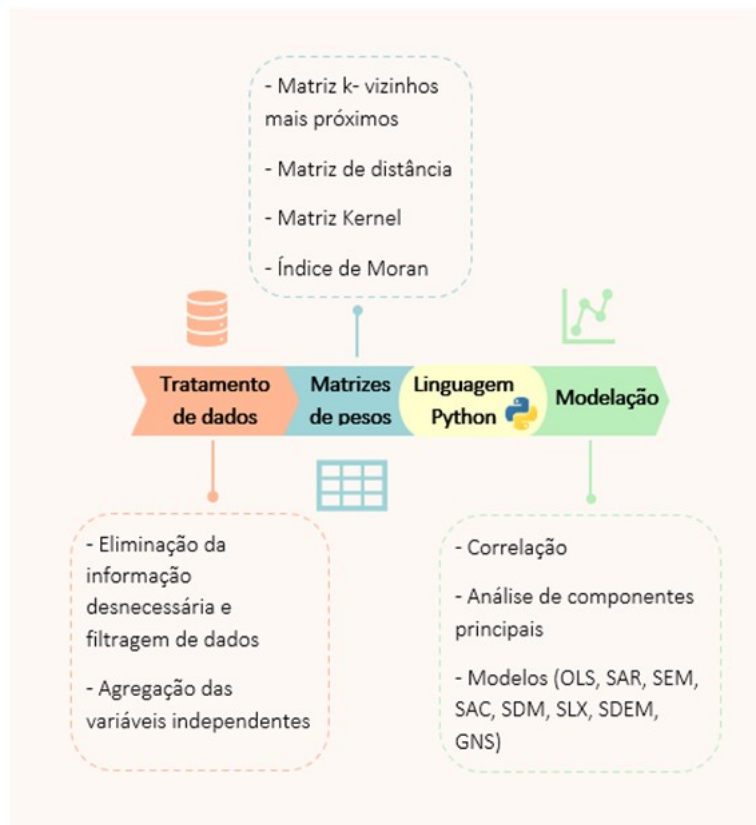 - Matriz k- vizinhos
mais próximos
- Matriz de distância
- Matriz Kernel
- Índice de Moran
Tratamento
de dados
Matrizes
de pesos
Linguagem
Python
Modelação
- Eliminação da
informação
desnecessária e
filtragem de dados
- Agregação das
variáveis independentes
- Correlação
- Análise de componentes
principais
- Modelos (OLS, SAR, SEM,
SAC, SDM, SLX, SDEM,
GNS)